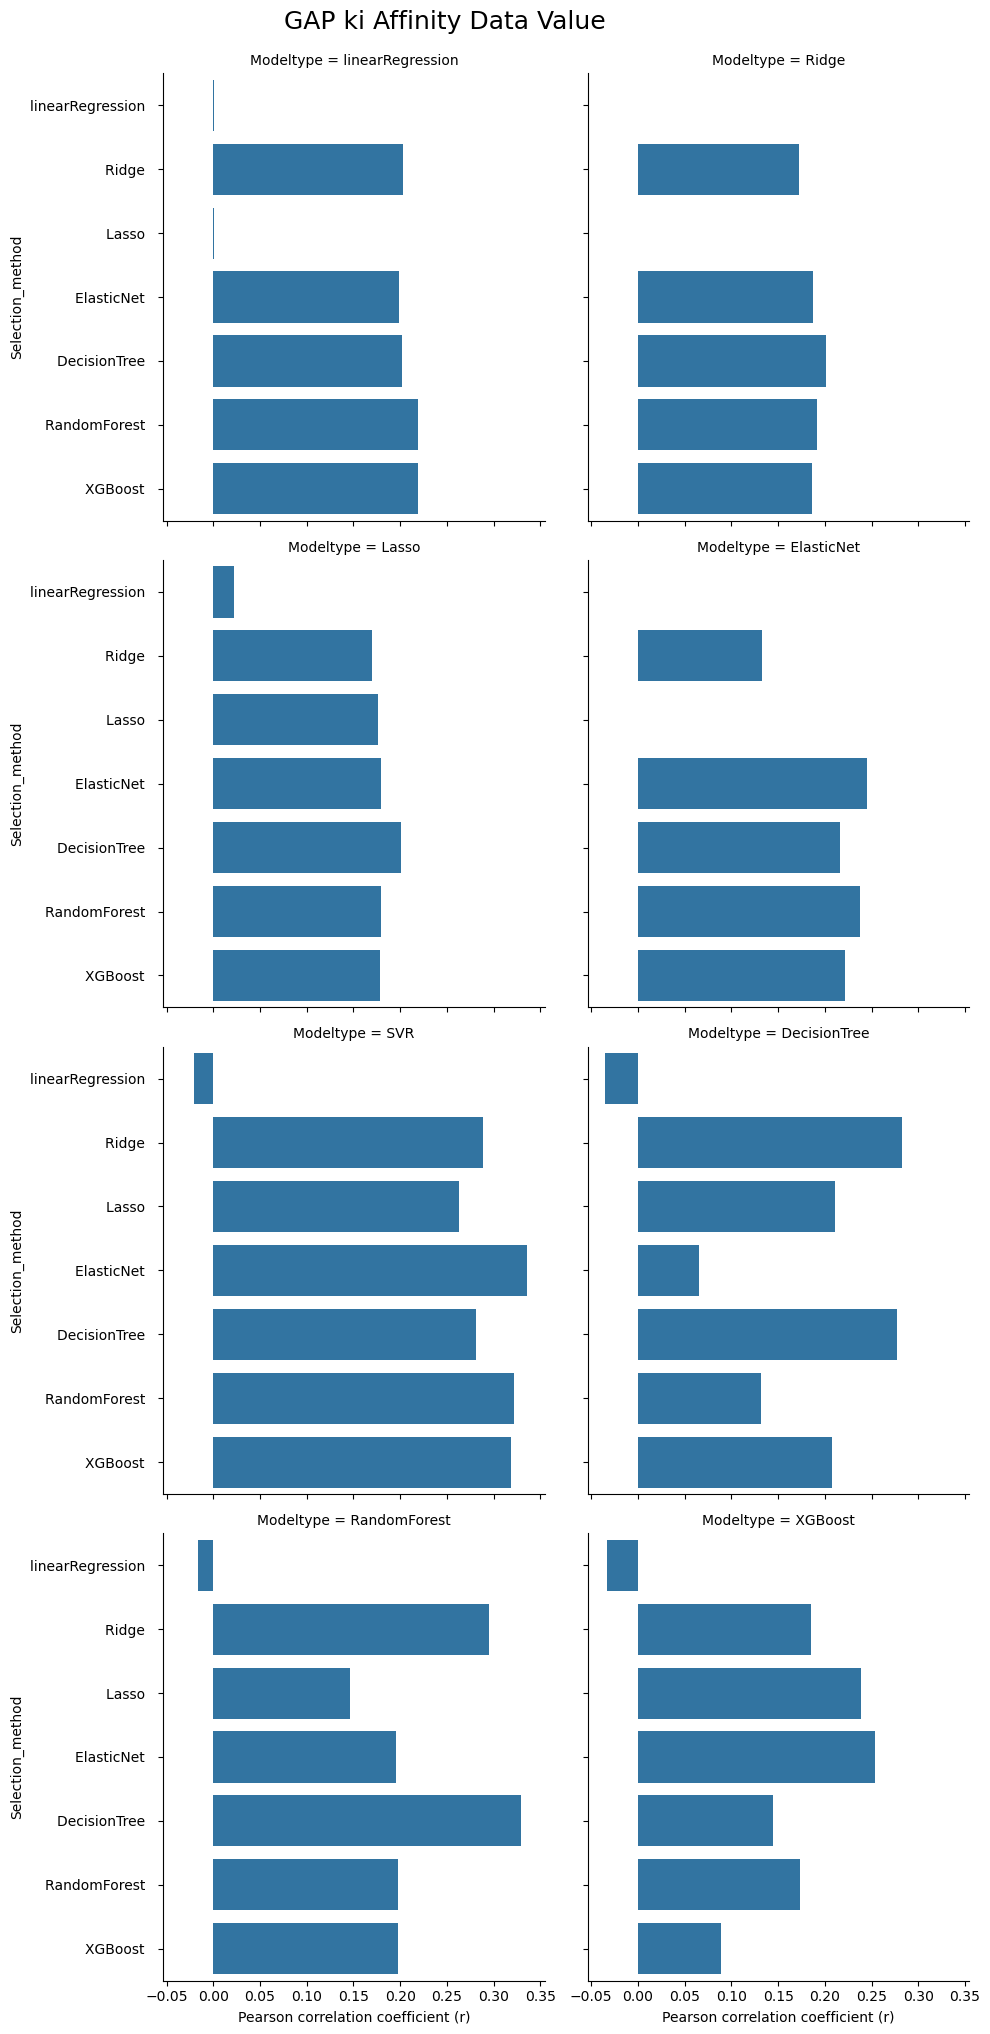 GAP ki Affinity Data Value
Modeltype = linearRegression
Modeltype = Ridge
Selection_method
linearRegression
Ridge
Lasso
ElasticNet
DecisionTree
RandomForest
XGBoost
Modeltype = Lasso
Modeltype = ElasticNet
Selection_method
linearRegression
Ridge
Lasso
ElasticNet
DecisionTree
RandomForest
XGBoost
Modeltype = SVR
Modeltype = DecisionTree
Selection_method
linearRegression
Ridge
Lasso
ElasticNet
DecisionTree
RandomForest
XGBoost
Modeltype = RandomForest
Modeltype = XGBoost
Selection_method
linearRegression
Ridge
Lasso
ElasticNet
DecisionTree
RandomForest
XGBoost
−0.05 0.00 0.05 0.10 0.15 0.20 0.25 0.30 0.35
Pearson correlation coefficient (r)
−0.05 0.00 0.05 0.10 0.15 0.20 0.25 0.30 0.35
Pearson correlation coefficient (r)